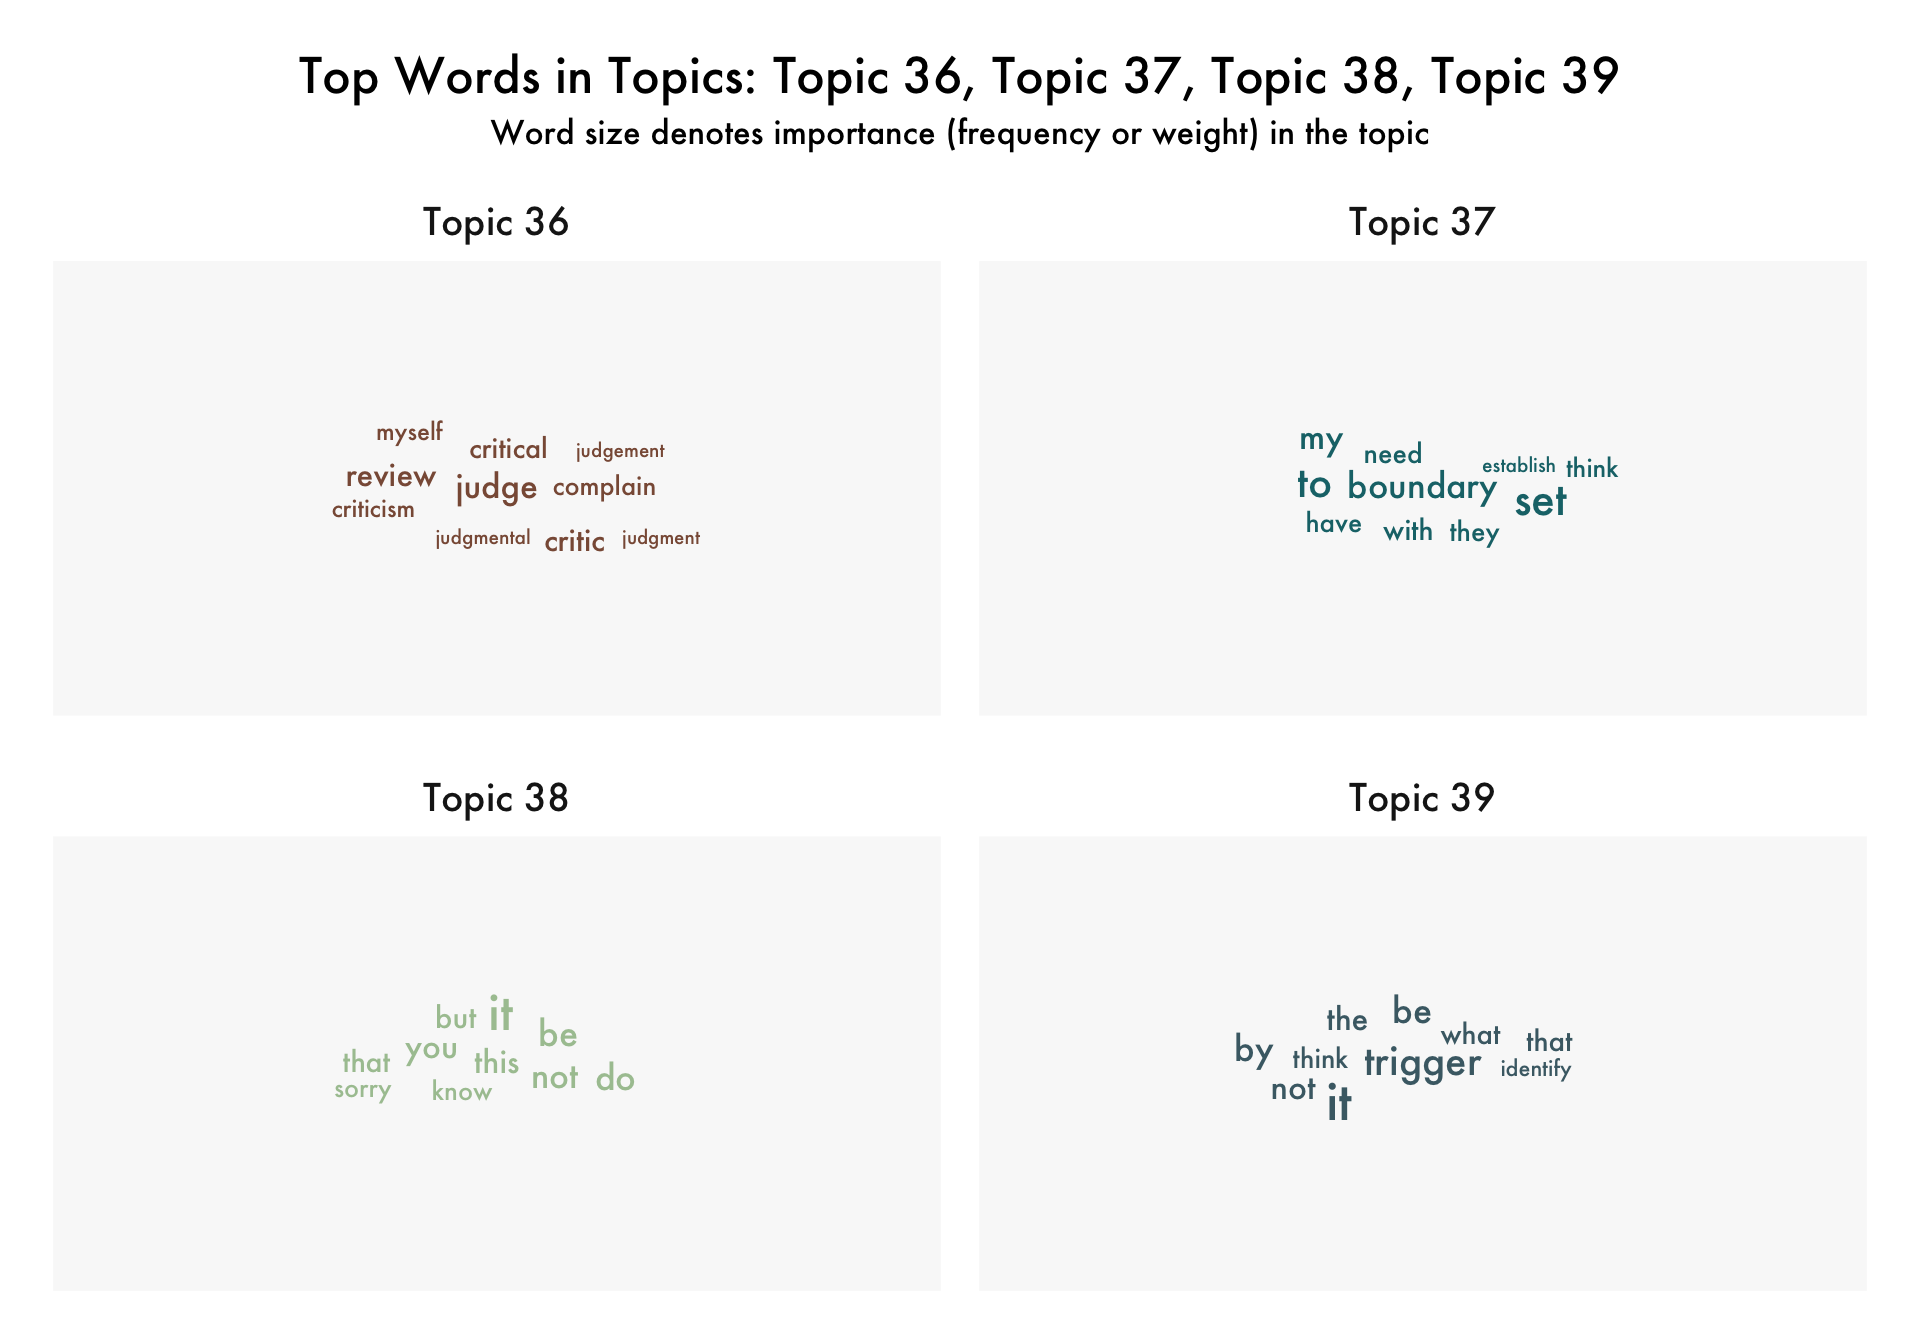 Top Words in Topics: Topic 36, Topic 37, Topic 38, Topic 39
Word size denotes importance (frequency or weight) in the topic
Topic 36
myself
critical
judgement
review
judge
complain
criticism
judgmental
critic
judgment
Topic 37
my
need
establish
think
to
boundary
set
have
with
they
Topic 38
but
it
be
you
that
this
not
do
sorry
know
Topic 39
the
be
what
that
by
think
trigger
identify
not
it